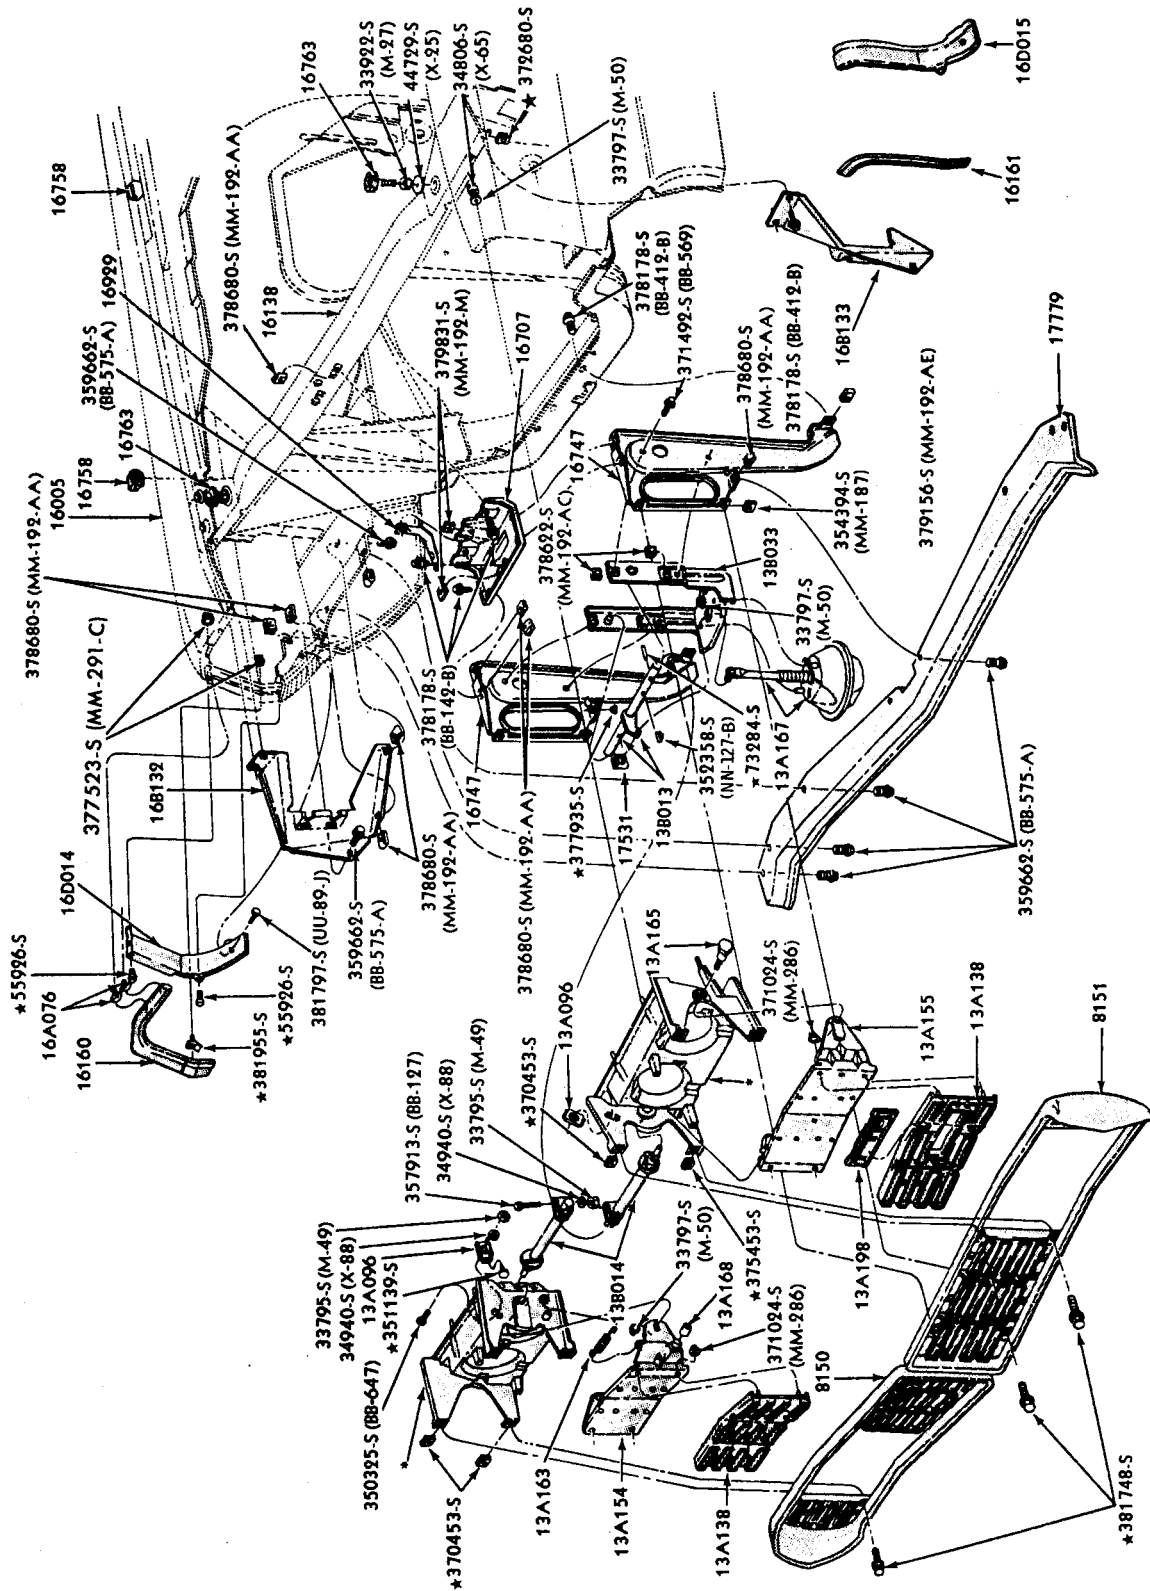 ★55926-S
16A076
16160
16D014
★381955-S
★55926-S
381797-S (UU-89-J)
377523-S (MM-291-C)
16B132
359662-S
(BB-575-A)
378680-S
(MM-192-AA)
378680-S (MM-192-AA)
16005
16758
16763
359662-S
(BB-575-A)
16929
16758
378680-S (MM-192-AA)
16138
16763
33922-S
(M-27)
44729-S
(X-25)
34806-S
(X-65)
★372680-S
33797-S (M-50)
379831-S
(MM-192-M)
16707
378178-S
(BB-142-B)
16747
378680-S (MM-192-AA)
378662-S
(MM-192-AC)
16747
378178-S
(BB-412-B)
371492-S (BB-569)
378680-S
(MM-192-AA)
378178-S (BB-412-B)
354394-S
(MM-187)
13B033
33797-S
(M-50)
★377935-S
17531
13B013
352358-S
(NN-127-B)
★73284-S
13A167
16B133
16161
16D015
379156-S (MM-192-AE)
17779
359662-S (BB-575-A)
33795-S (M-49)
34940-S (X-88)
13A096
★351139-S
350325-S (BB-647)
*
★370453-S
357913-S (BB-127)
34940-S (X-88)
33795-S (M-49)
★370453-S
13A096
13A165
13B014
*
13A163
13A154
13A138
33797-S
(M-50)
13A168
371024-S
(MM-286)
★375453-S
371024-S
(MM-286)
13A155
13A138
13A198
8150
8151
★381748-S